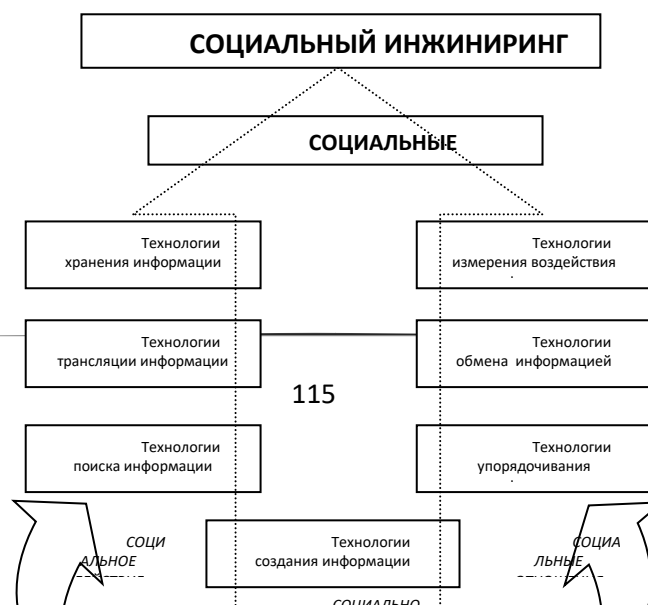 СОЦИАЛЬНЫЙ ИНЖИНИРИНГ
СОЦИАЛЬНЫЕ
Технологии
хранения информации
Технологии
измерения воздействия
Технологии
трансляции информации
Технологии
обмена информацией
115
Технологии
поиска информации
Технологии
упорядочивания
Технологии
создания информации
СОЦИ
АЛЬНОЕ
СОЦИА
ЛЬНЫЕ
СОЦИАЛЬНО